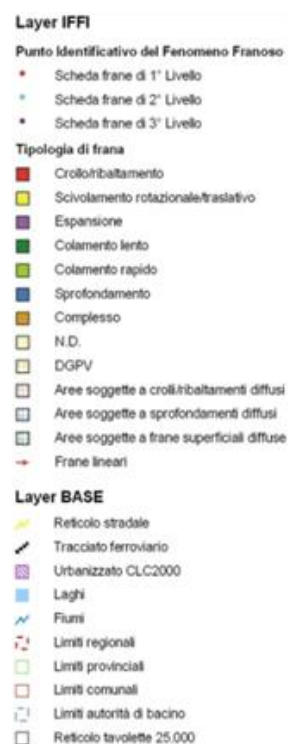 Layer IFFI
Punto Identificativo del Fenomeno Franoso
Scheda frane di 1° Livello
Scheda frane di 2° Livello
Scheda frane di 3° Livello
Tipologia di frana
Crollo/ribaltamento
Scivolamento rotazionale/traslativo
Espansione
Colamento lento
Colamento rapido
Sprofondamento
Complesso
N.D.
DGPV
Aree soggette a crolli/ribaltamenti diffusi
Aree soggette a sprofondamenti diffusi
Aree soggette a frane superficiali diffuse
Frane lineari
Layer BASE
Reticolo stradale
Tracciato ferroviario
Urbanizzato CLC2000
Laghi
Fiumi
Limiti regionali
Limiti provinciali
Limiti comunali
Limiti autorità di bacino
Reticolo tavolette 25.000